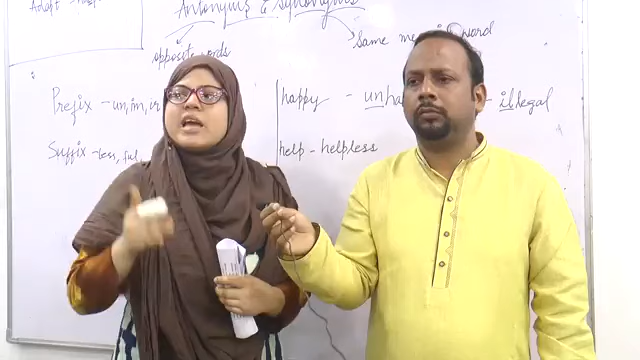 Adapt -
Antonyms & Synonyms
opposite words
Same me word
Prefix - un, im, ir
happy - unha
- illegal
Suffix - less, ful,
help - helpless